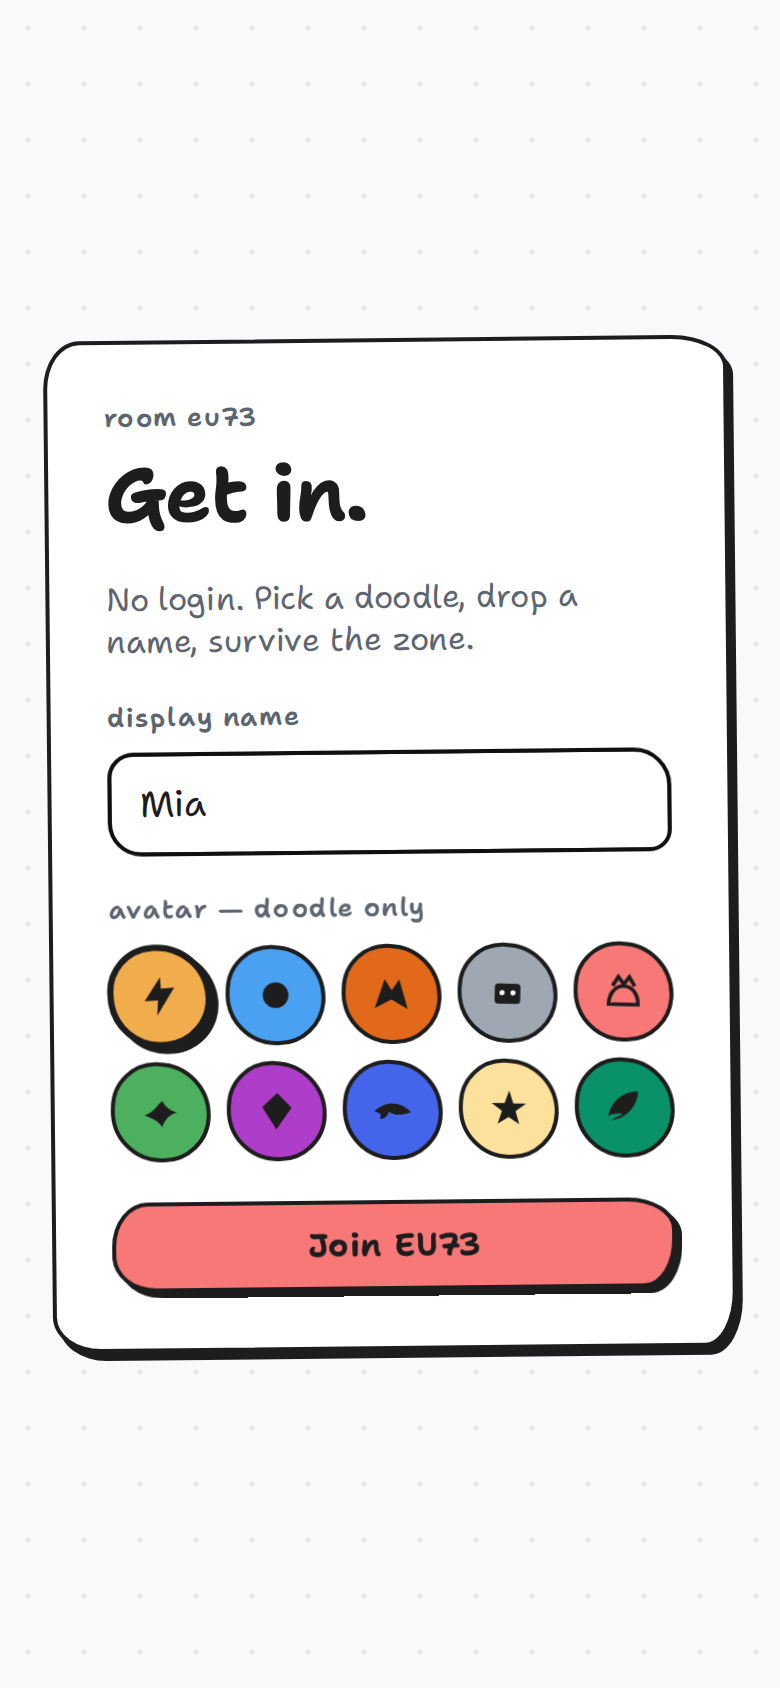 room eu73
Get in.
No login. Pick a doodle, drop a
name, survive the zone.
display name
Mia
avatar — doodle only
Join EU73